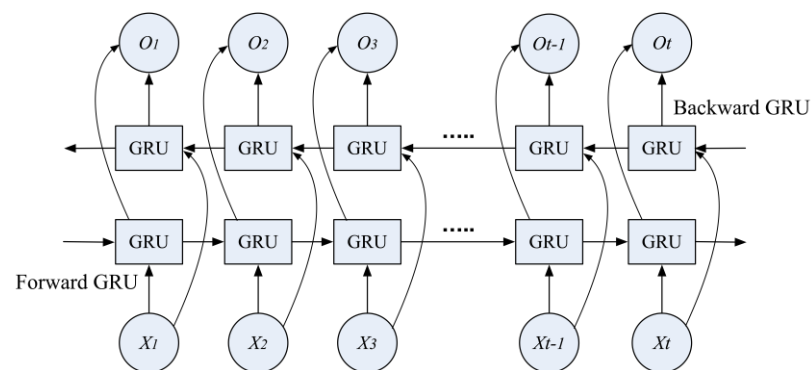 O1 O2 O3 Ot-1 Ot
Backward GRU
GRU GRU GRU ..... GRU GRU
GRU GRU GRU ..... GRU GRU
Forward GRU
X1 X2 X3 Xt-1 Xt